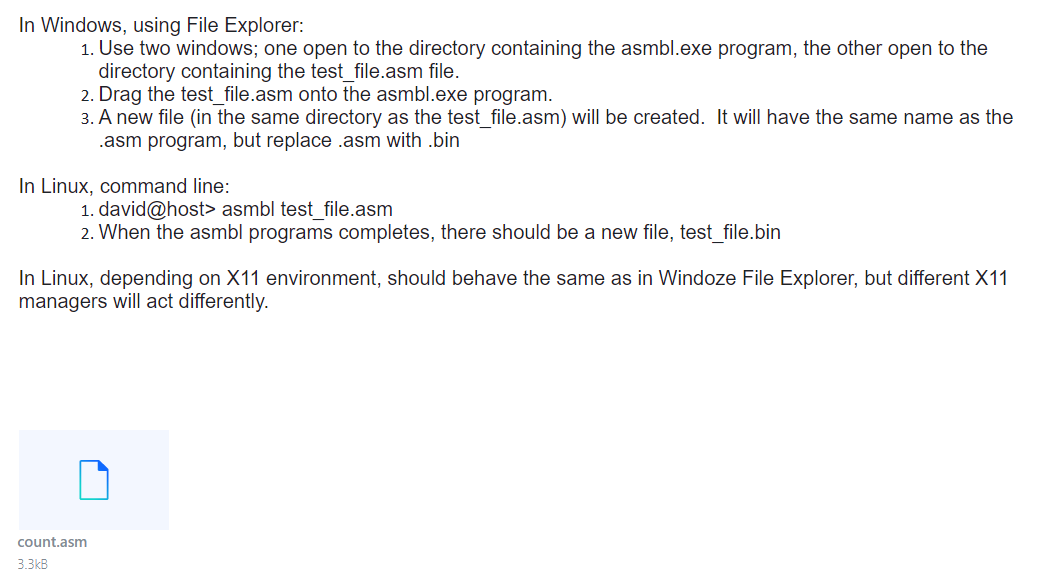 In Windows, using File Explorer:
1. Use two windows; one open to the directory containing the asmbl.exe program, the other open to the
directory containing the test_file.asm file.
2. Drag the test_file.asm onto the asmbl.exe program.
3. A new file (in the same directory as the test_file.asm) will be created.  It will have the same name as the
.asm program, but replace .asm with .bin
In Linux, command line:
1. david@host> asmbl test_file.asm
2. When the asmbl programs completes, there should be a new file, test_file.bin
In Linux, depending on X11 environment, should behave the same as in Windoze File Explorer, but different X11
managers will act differently.
count.asm
3.3kB